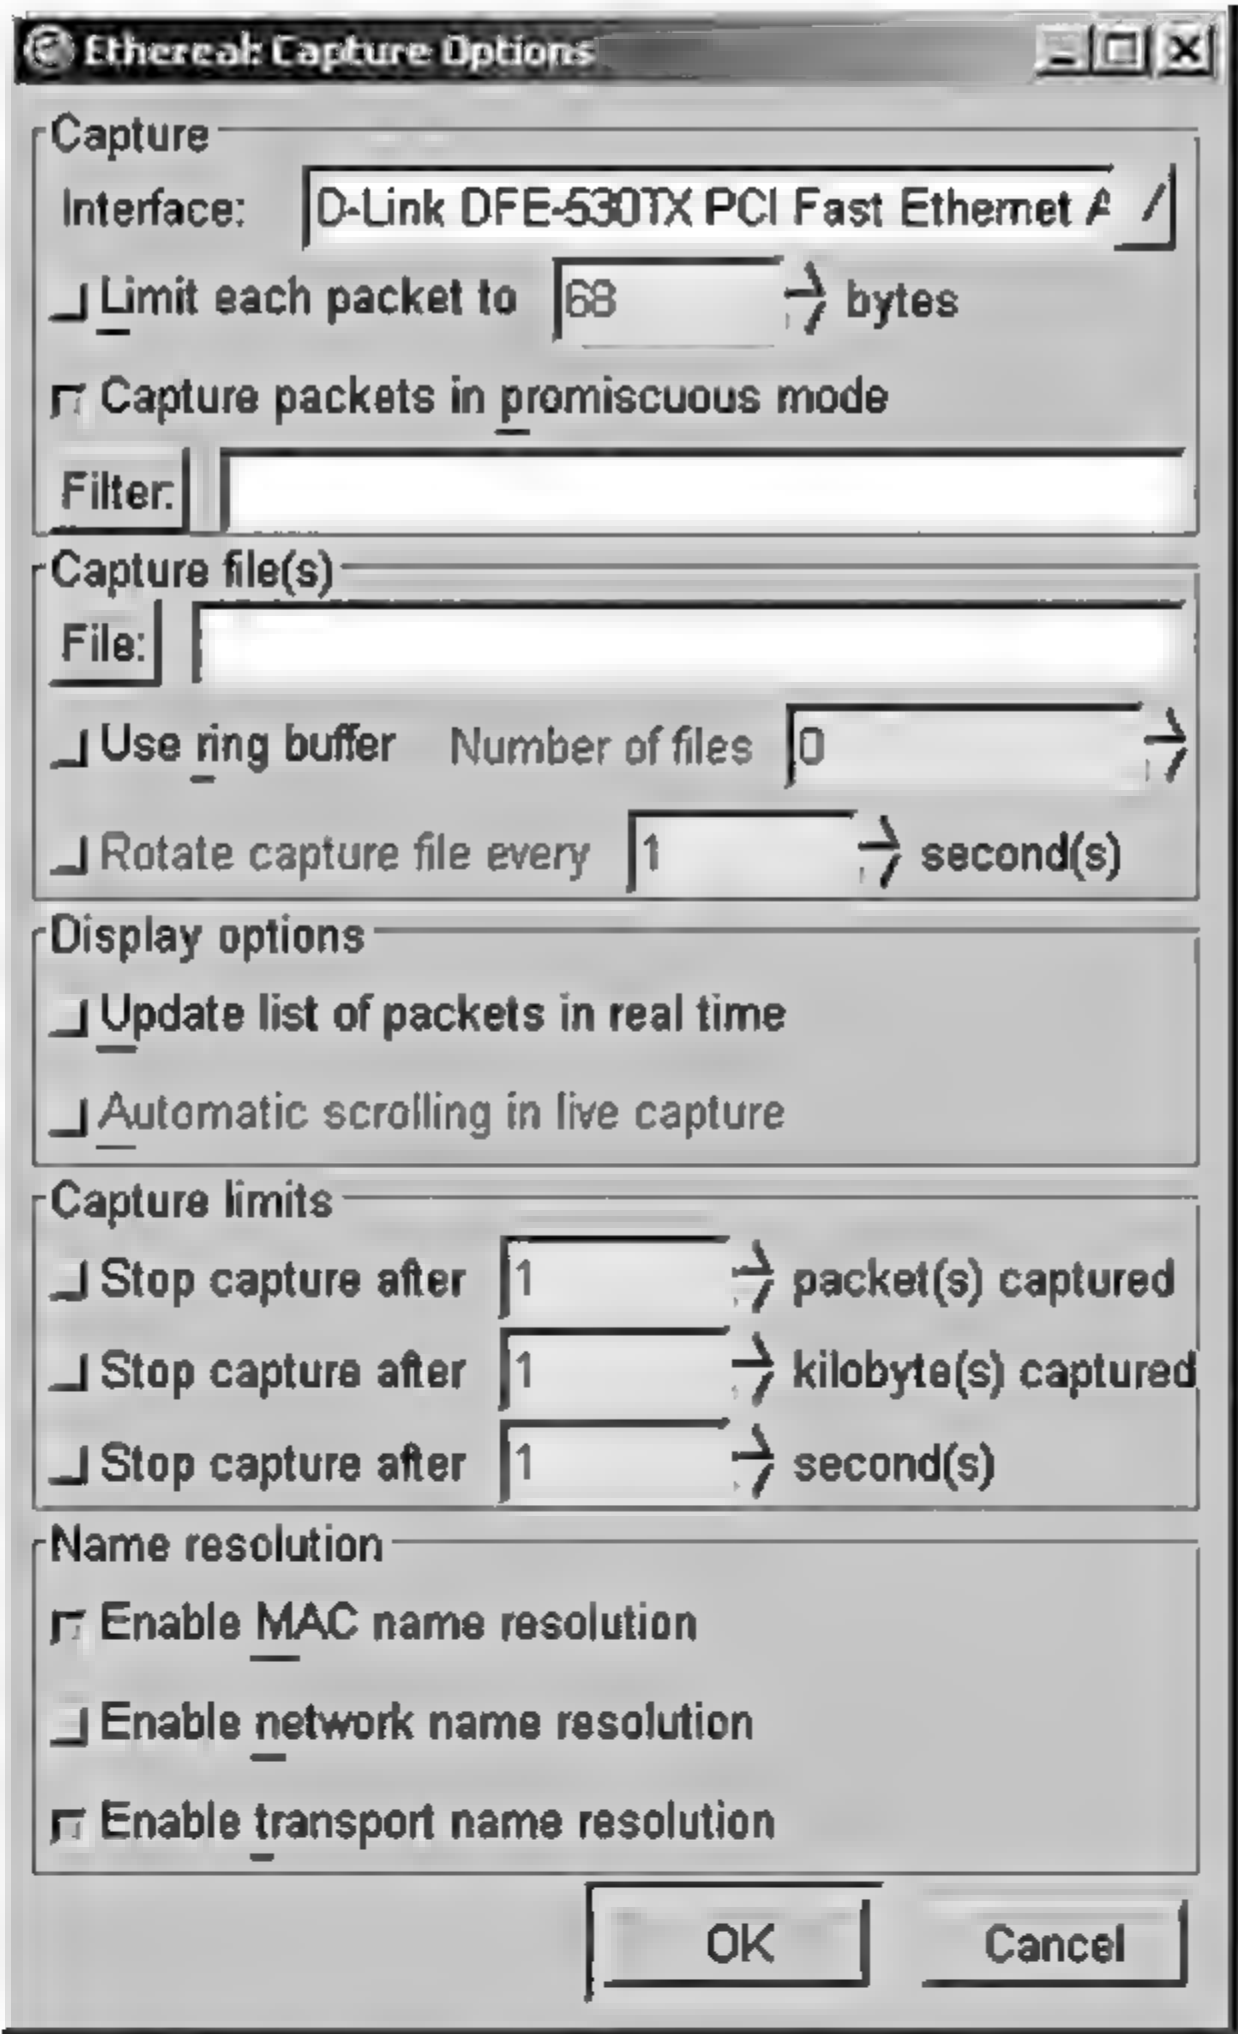 Ethereal: Capture Options
Capture
Interface: D-Link DFE-530TX PCI Fast Ethernet A
Limit each packet to 68 bytes
Capture packets in promiscuous mode
Filter:
Capture file(s)
File:
Use ring buffer Number of files 0
Rotate capture file every 1 second(s)
Display options
Update list of packets in real time
Automatic scrolling in live capture
Capture limits
Stop capture after 1 packet(s) captured
Stop capture after 1 kilobyte(s) captured
Stop capture after 1 second(s)
Name resolution
Enable MAC name resolution
Enable network name resolution
Enable transport name resolution
OK Cancel